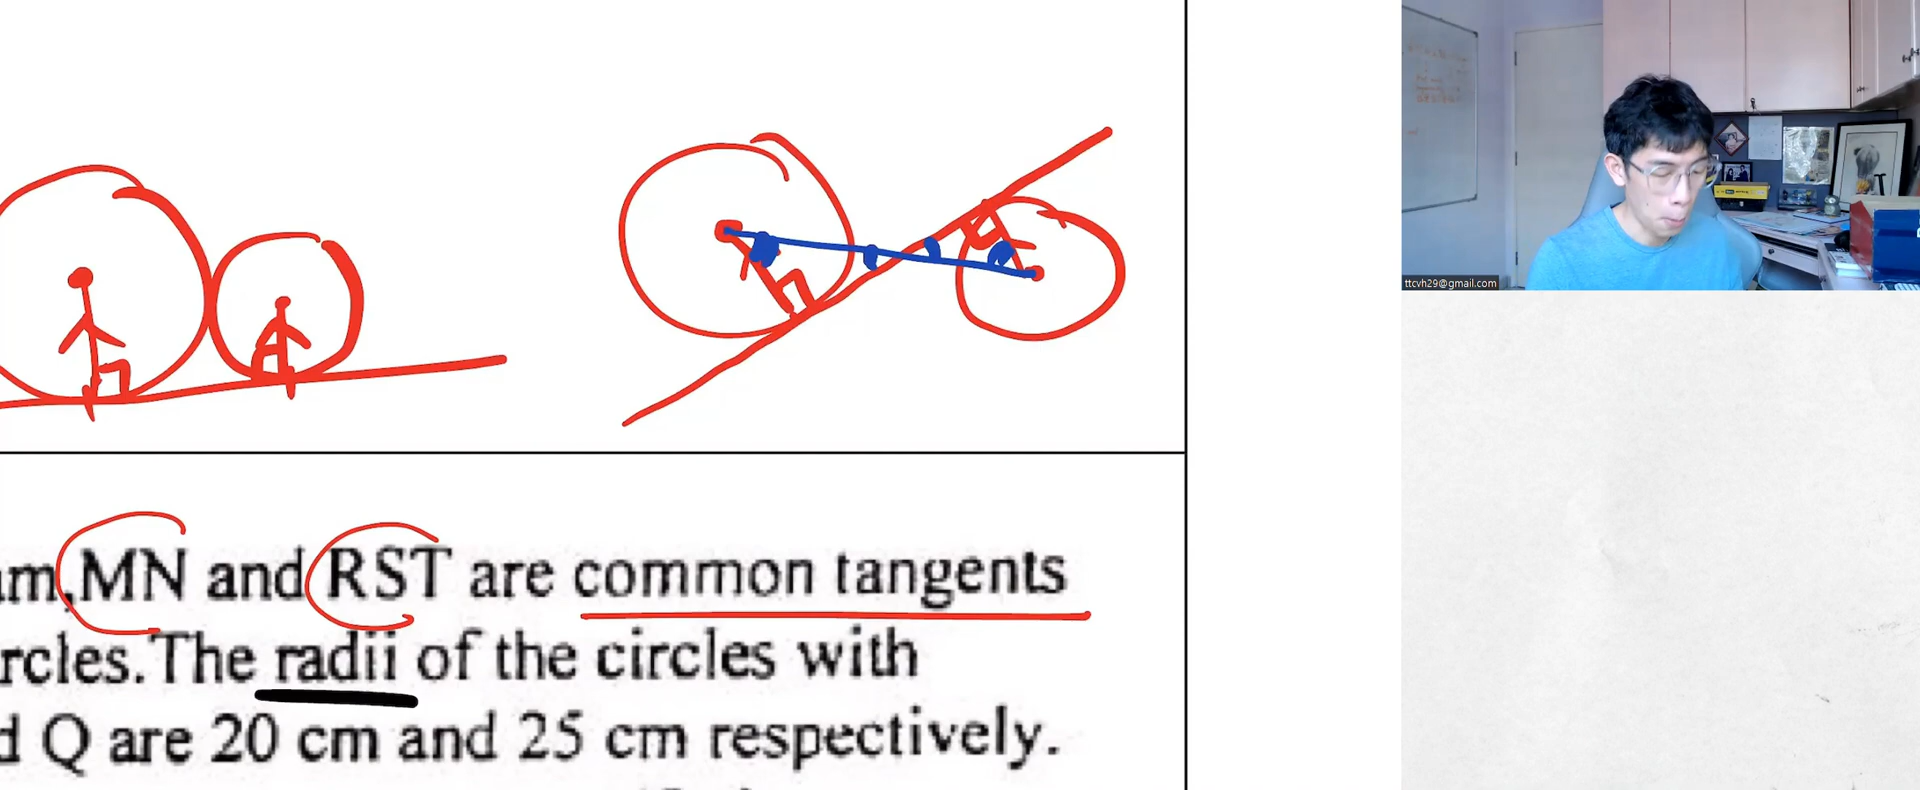 MN and RST are common tangents
The radii of the circles with
Q are 20 cm and 25 cm respectively.
ttcvh29@gmail.com